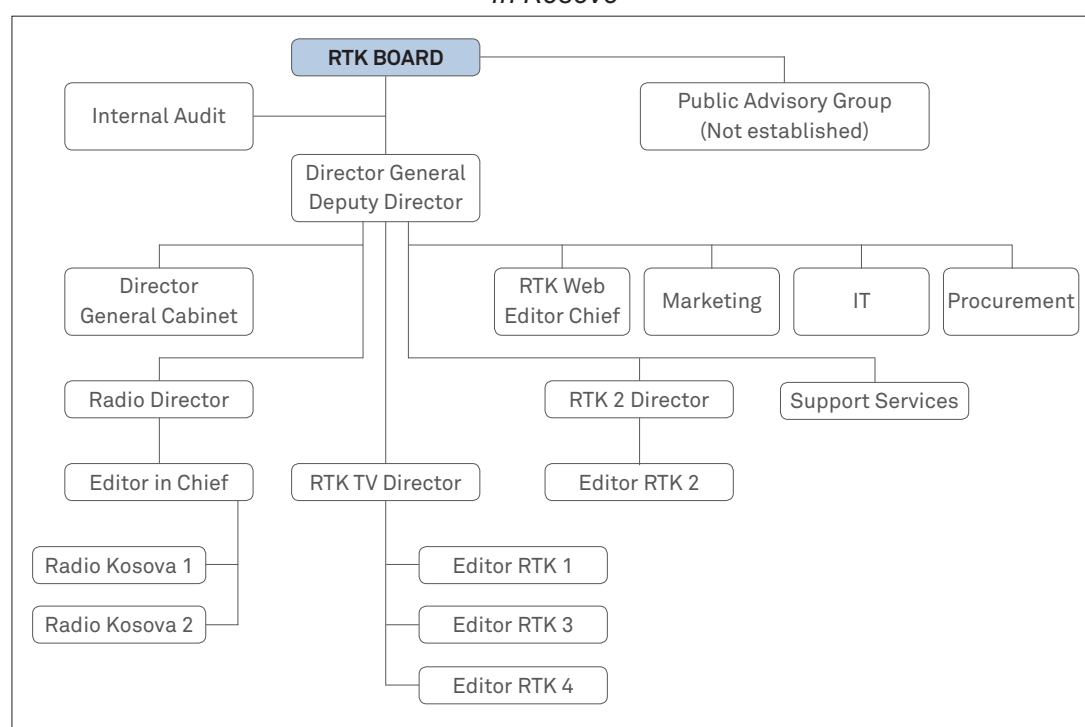 in Kosovo
RTK BOARD
Internal Audit
Public Advisory Group
(Not established)
Director General
Deputy Director
Director
General Cabinet
RTK Web
Editor Chief
Marketing
IT
Procurement
Radio Director
RTK 2 Director
Support Services
Editor in Chief
RTK TV Director
Editor RTK 2
Radio Kosova 1
Editor RTK 1
Radio Kosova 2
Editor RTK 3
Editor RTK 4